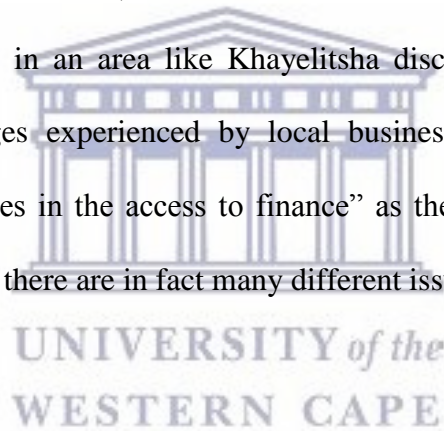 in an area like Khayelitsha disc
ges experienced by local busines
es in the access to finance” as the
there are in fact many different iss
UNIVERSITY of the
WESTERN CAPE